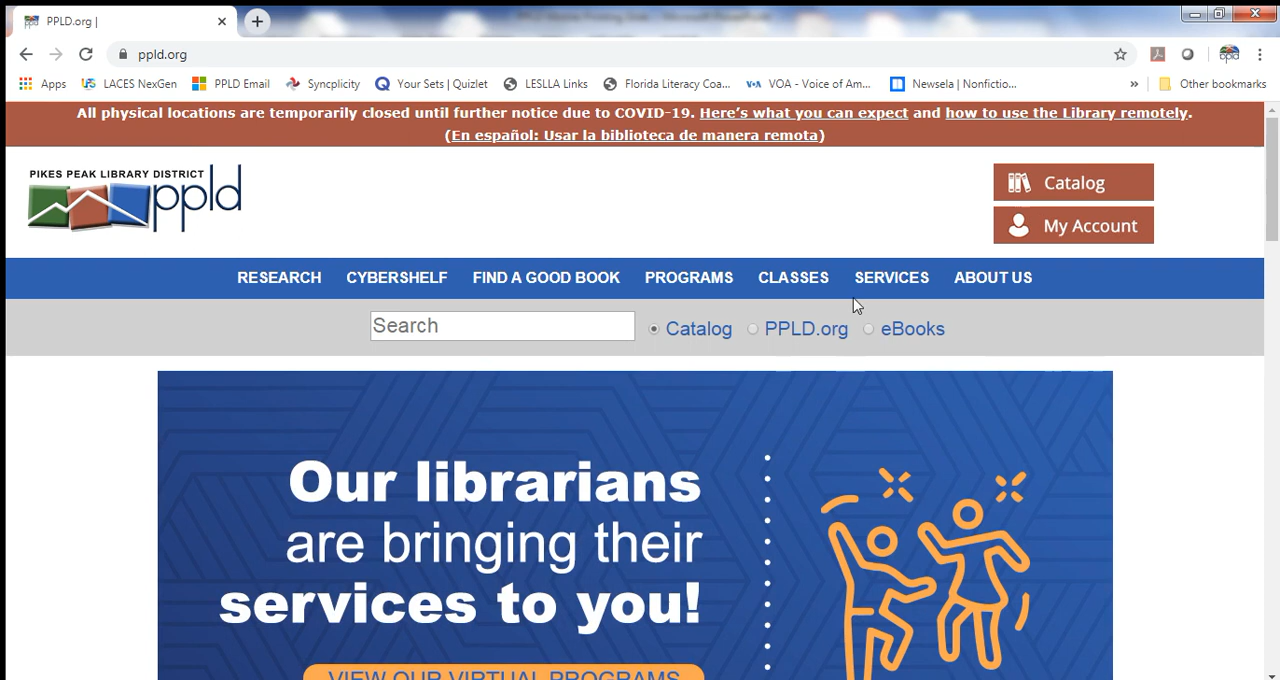 PPLD.org |
ppld.org
Apps
LACES NexGen
PPLD Email
Syncplicity
Your Sets | Quizlet
LESLLA Links
Florida Literacy Coa...
VOA - Voice of Am...
Newsela | Nonfictio...
»
Other bookmarks
All physical locations are temporarily closed until further notice due to COVID-19. Here's what you can expect and how to use the Library remotely.
(En español: Usar la biblioteca de manera remota)
PIKES PEAK LIBRARY DISTRICT
ppld
Catalog
My Account
RESEARCH CYBERSHELF FIND A GOOD BOOK PROGRAMS CLASSES SERVICES ABOUT US
Search
Catalog PPLD.org eBooks
Our librarians
are bringing their
services to you!
VIEW OUR VIRTUAL PROGRAMS